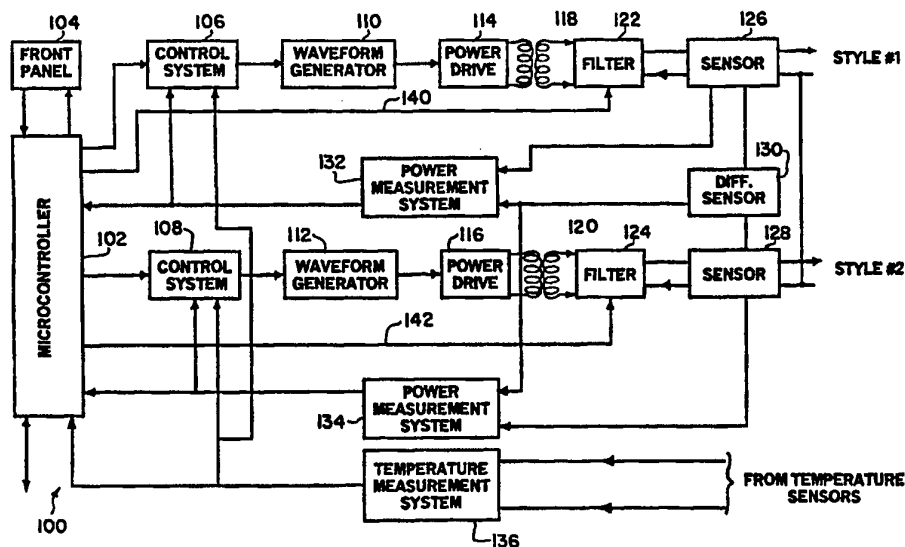 104
FRONT
PANEL
106
CONTROL
SYSTEM
110
WAVEFORM
GENERATOR
114
POWER
DRIVE
118
122
FILTER
126
SENSOR
STYLE #1
140
132
POWER
MEASUREMENT
SYSTEM
130
DIFF.
SENSOR
MICROCONTROLLER
102
108
CONTROL
SYSTEM
112
WAVEFORM
GENERATOR
116
POWER
DRIVE
120
124
FILTER
128
SENSOR
STYLE #2
142
134
POWER
MEASUREMENT
SYSTEM
TEMPERATURE
MEASUREMENT
SYSTEM
136
FROM TEMPERATURE
SENSORS
100